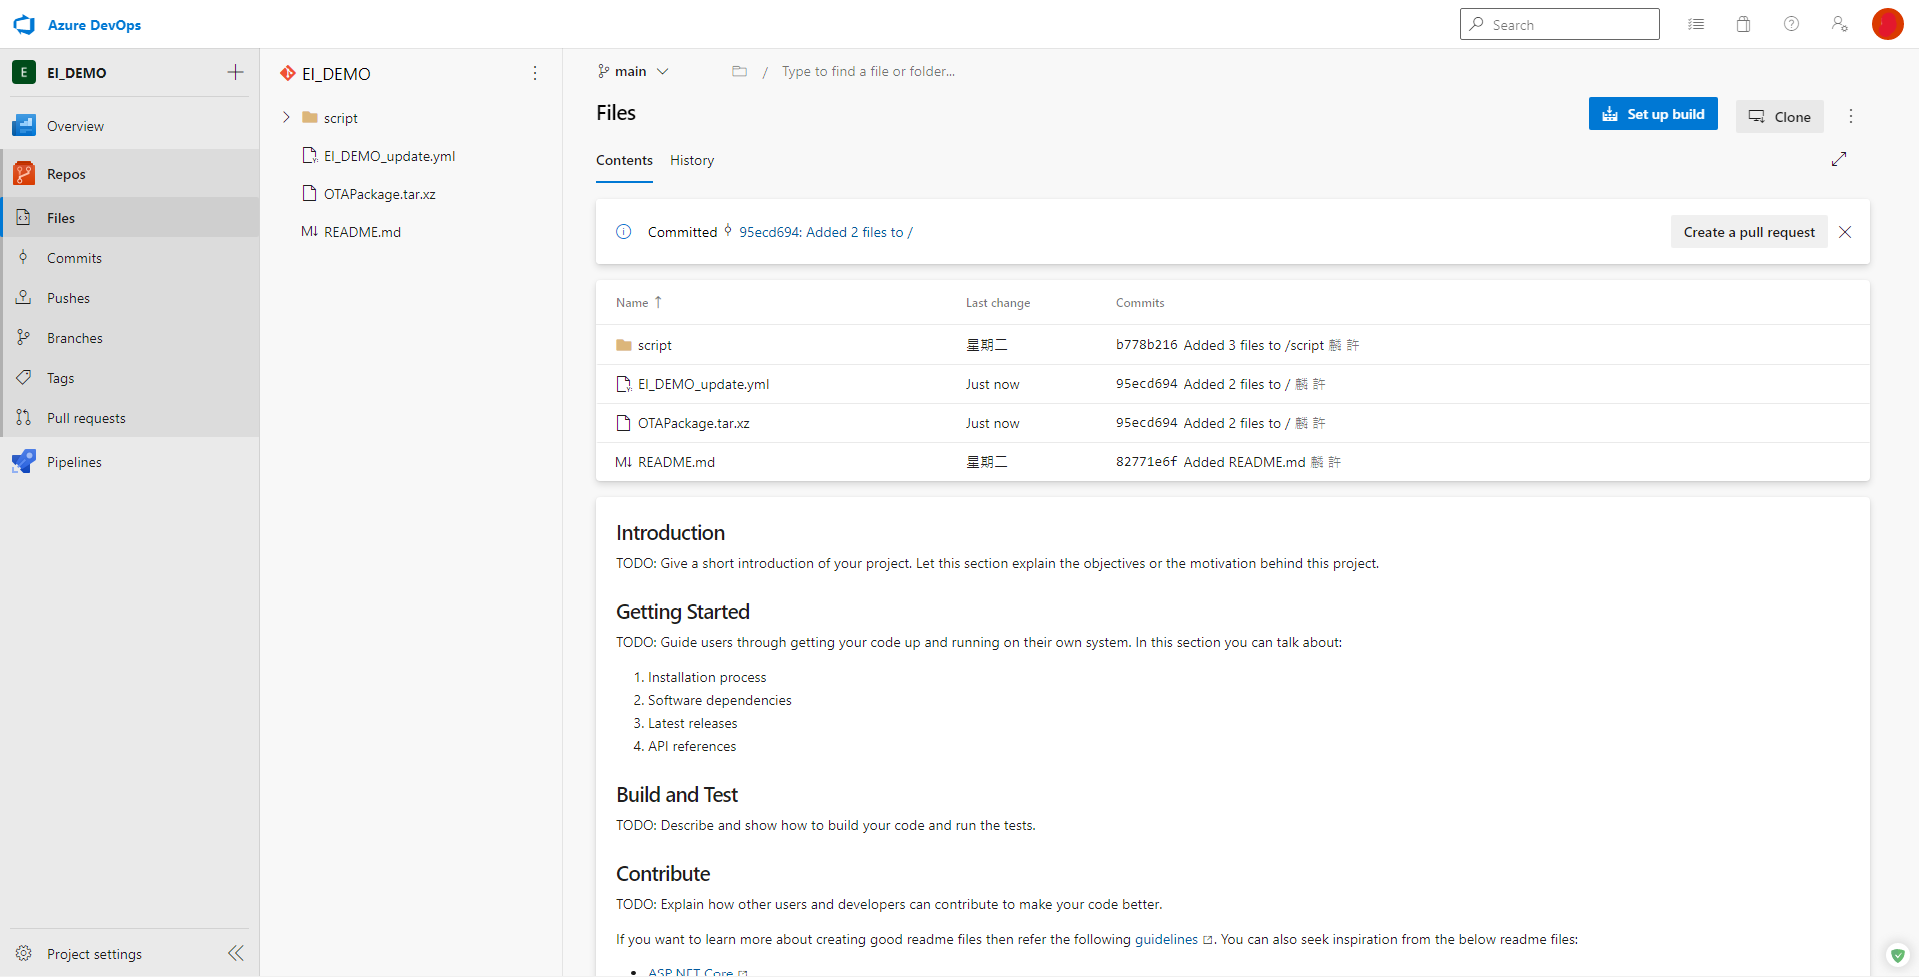 Azure DevOps
Search
E EI_DEMO
Overview
Repos
Files
Commits
Pushes
Branches
Tags
Pull requests
Pipelines
Project settings
EI_DEMO
script
EI_DEMO_update.yml
OTAPackage.tar.xz
M↓ README.md
main / Type to find a file or folder...
Files
Set up build
Clone
Contents History
Committed 95ecd694: Added 2 files to /
Create a pull request
Name ↑ Last change Commits
script 星期二 b778b216 Added 3 files to /script 麟 許
EI_DEMO_update.yml Just now 95ecd694 Added 2 files to / 麟 許
OTAPackage.tar.xz Just now 95ecd694 Added 2 files to / 麟 許
M↓ README.md 星期二 82771e6f Added README.md 麟 許
Introduction
TODO: Give a short introduction of your project. Let this section explain the objectives or the motivation behind this project.
Getting Started
TODO: Guide users through getting your code up and running on their own system. In this section you can talk about:
1. Installation process
2. Software dependencies
3. Latest releases
4. API references
Build and Test
TODO: Describe and show how to build your code and run the tests.
Contribute
TODO: Explain how other users and developers can contribute to make your code better.
If you want to learn more about creating good readme files then refer the following guidelines. You can also seek inspiration from the below readme files:
• ASP.NET Core